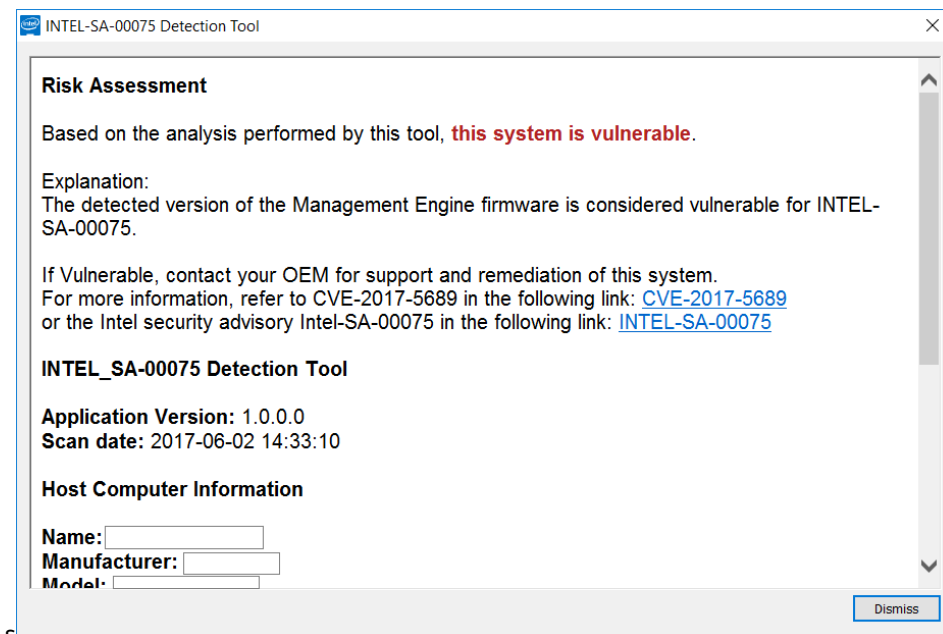 INTEL-SA-00075 Detection Tool
Risk Assessment
Based on the analysis performed by this tool, this system is vulnerable.
Explanation:
The detected version of the Management Engine firmware is considered vulnerable for INTEL-
SA-00075.
If Vulnerable, contact your OEM for support and remediation of this system.
For more information, refer to CVE-2017-5689 in the following link: CVE-2017-5689
or the Intel security advisory Intel-SA-00075 in the following link: INTEL-SA-00075
INTEL_SA-00075 Detection Tool
Application Version: 1.0.0.0
Scan date: 2017-06-02 14:33:10
Host Computer Information
Name:
Manufacturer:
Model:
Dismiss
s